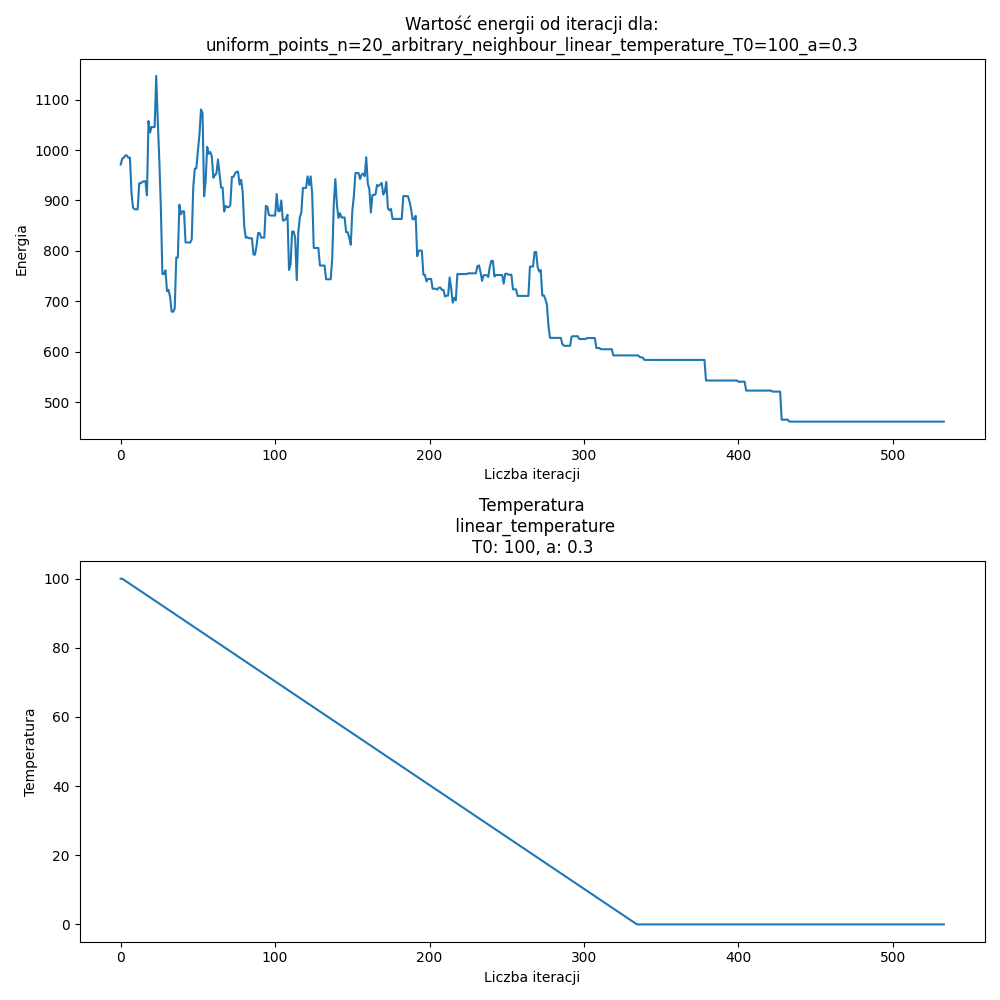 Wartość energii od iteracji dla:
uniform_points_n=20_arbitrary_neighbour_linear_temperature_T0=100_a=0.3
1100
1000
900
800
700
600
500
Energia
0 100 200 300 400 500
Liczba iteracji
Temperatura
linear_temperature
T0: 100, a: 0.3
100
80
60
40
20
0
Temperatura
0 100 200 300 400 500
Liczba iteracji